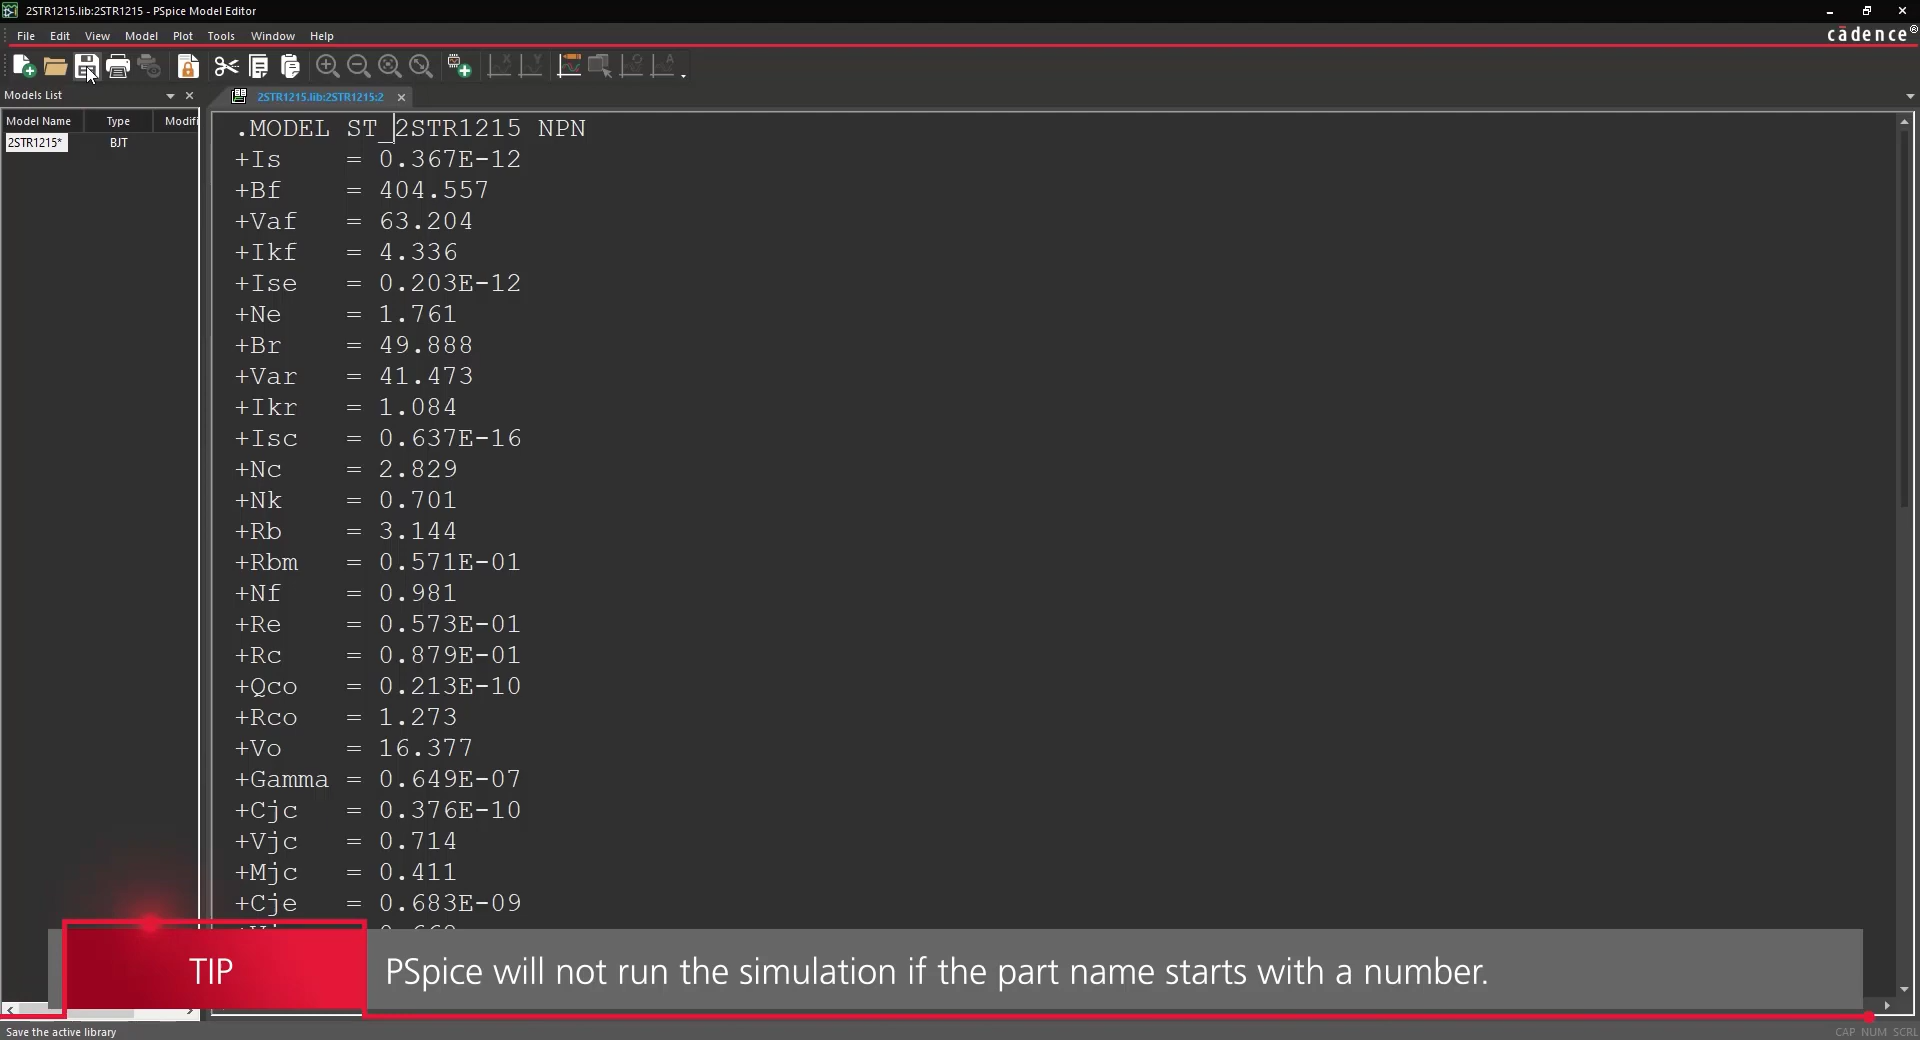 2STR1215.lib:2STR1215 - PSpice Model Editor
File Edit View Model Plot Tools Window Help
cādence®
Models List
2STR1215.lib:2STR1215:2
Model Name Type Modifi
2STR1215* BJT
.MODEL ST_2STR1215 NPN
+Is = 0.367E-12
+Bf = 404.557
+Vaf = 63.204
+Ikf = 4.336
+Ise = 0.203E-12
+Ne = 1.761
+Br = 49.888
+Var = 41.473
+Ikr = 1.084
+Isc = 0.637E-16
+Nc = 2.829
+Nk = 0.701
+Rb = 3.144
+Rbm = 0.571E-01
+Nf = 0.981
+Re = 0.573E-01
+Rc = 0.879E-01
+Qco = 0.213E-10
+Rco = 1.273
+Vo = 16.377
+Gamma = 0.649E-07
+Cjc = 0.376E-10
+Vjc = 0.714
+Mjc = 0.411
+Cje = 0.683E-09
TIP
PSpice will not run the simulation if the part name starts with a number.
Save the active library
CAP NUM SCRL